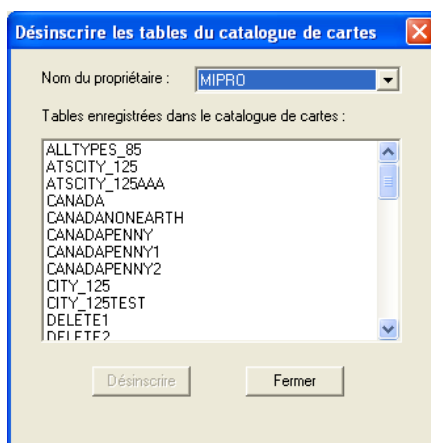 Désinscrire les tables du catalogue de cartes
Nom du propriétaire : MIPRO
Tables enregistrées dans le catalogue de cartes :
ALLTYPES_85
ATSCITY_125
ATSCITY_125AAA
CANADA
CANADANONEARTH
CANADAPENNY
CANADAPENNY1
CANADAPENNY2
CITY_125
CITY_125TEST
DELETE1
DELETE2
Désinscrire Fermer